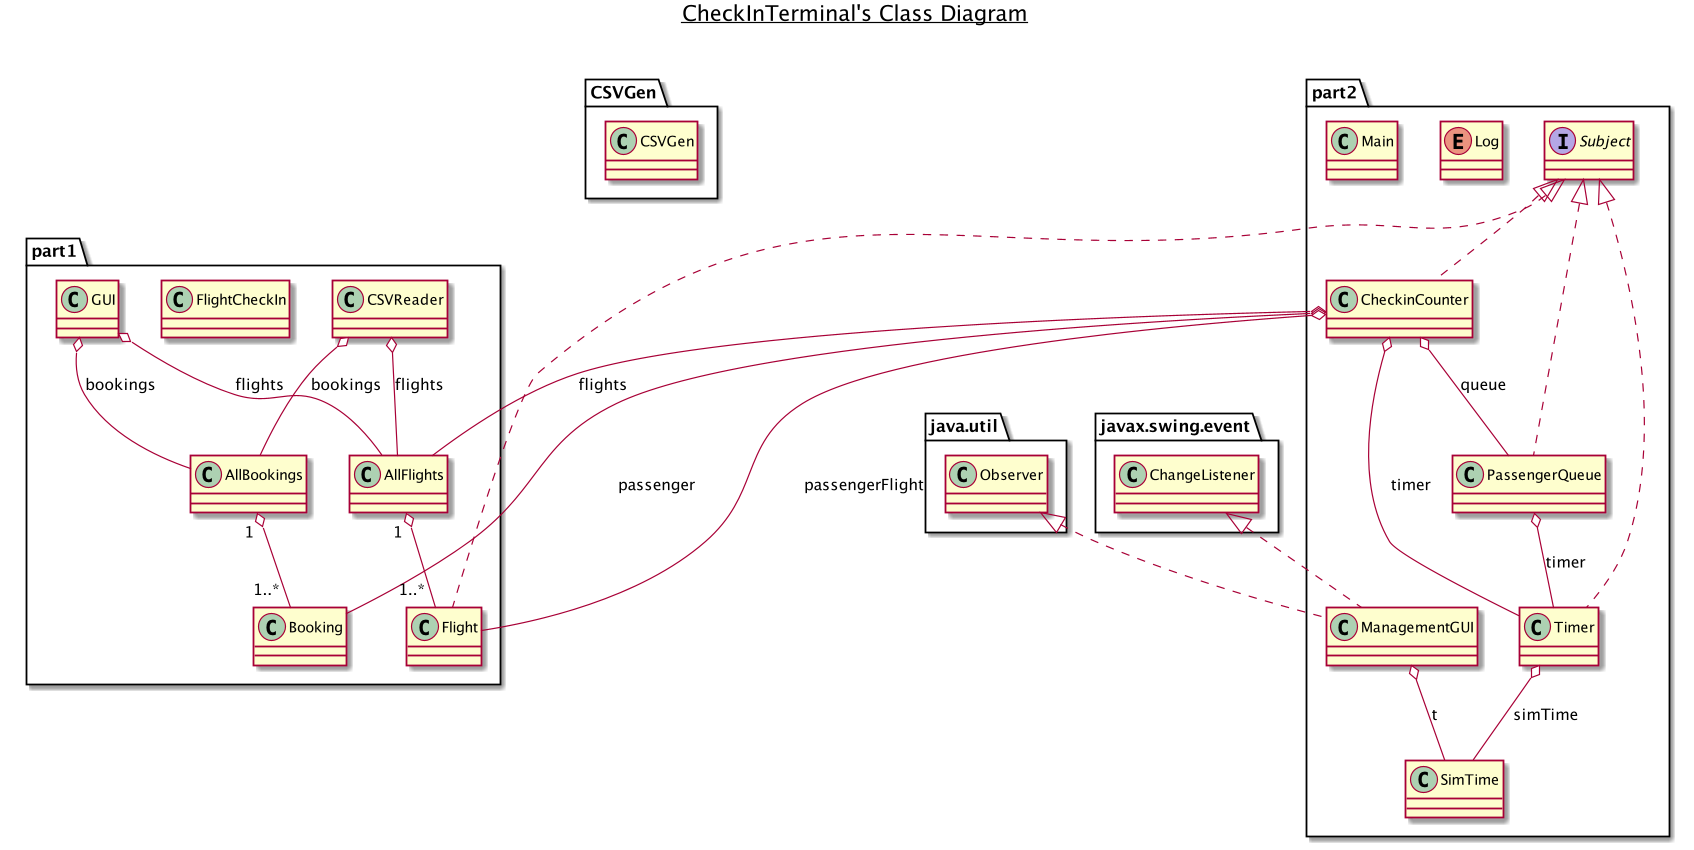 CheckInTerminal's Class Diagram
CSVGen
C CSVGen
part2
C Main
E Log
I Subject
part1
C GUI
C FlightCheckIn
C CSVReader
C CheckinCounter
bookings
flights
bookings
flights
flights
queue
java.util
javax.swing.event
C AllBookings
C AllFlights
C Observer
C ChangeListener
C PassengerQueue
passenger
passengerFlight
timer
1
1
timer
1..*
1..*
C Booking
C Flight
C ManagementGUI
C Timer
t
simTime
C SimTime